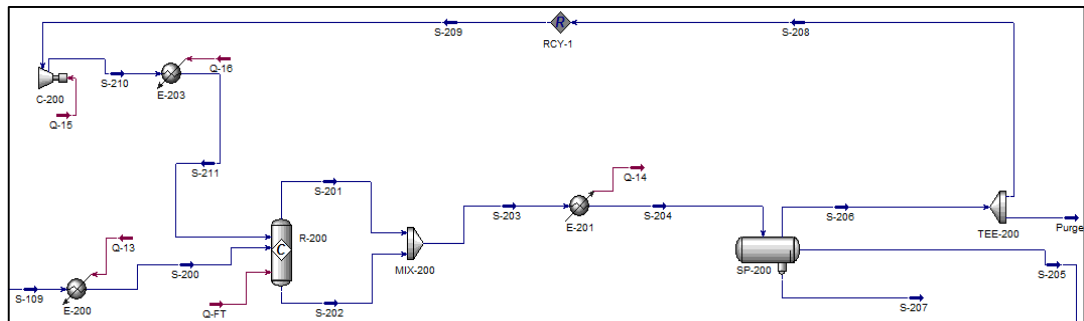 S-209
R
RCY-1
S-208
S-210
Q-16
C-200
E-203
Q-15
S-211
S-201
Q-14
R-200
S-203
S-204
S-206
E-201
Purge
TEE-200
C
Q-13
S-200
MIX-200
SP-200
S-205
S-109
E-200
Q-FT
S-202
S-207